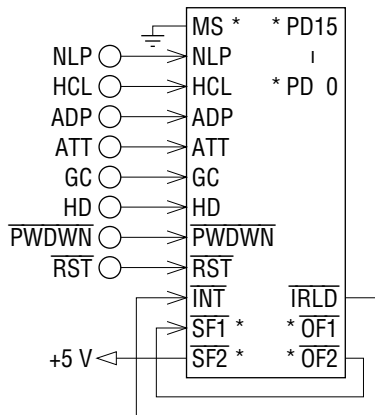 MS * * PD15
NLP NLP ı
HCL HCL * PD 0
ADP ADP
ATT ATT
GC GC
HD HD
PWDWN PWDWN
RST RST
INT IRLD
SF1 * * OF1
+5 V SF2 * * OF2